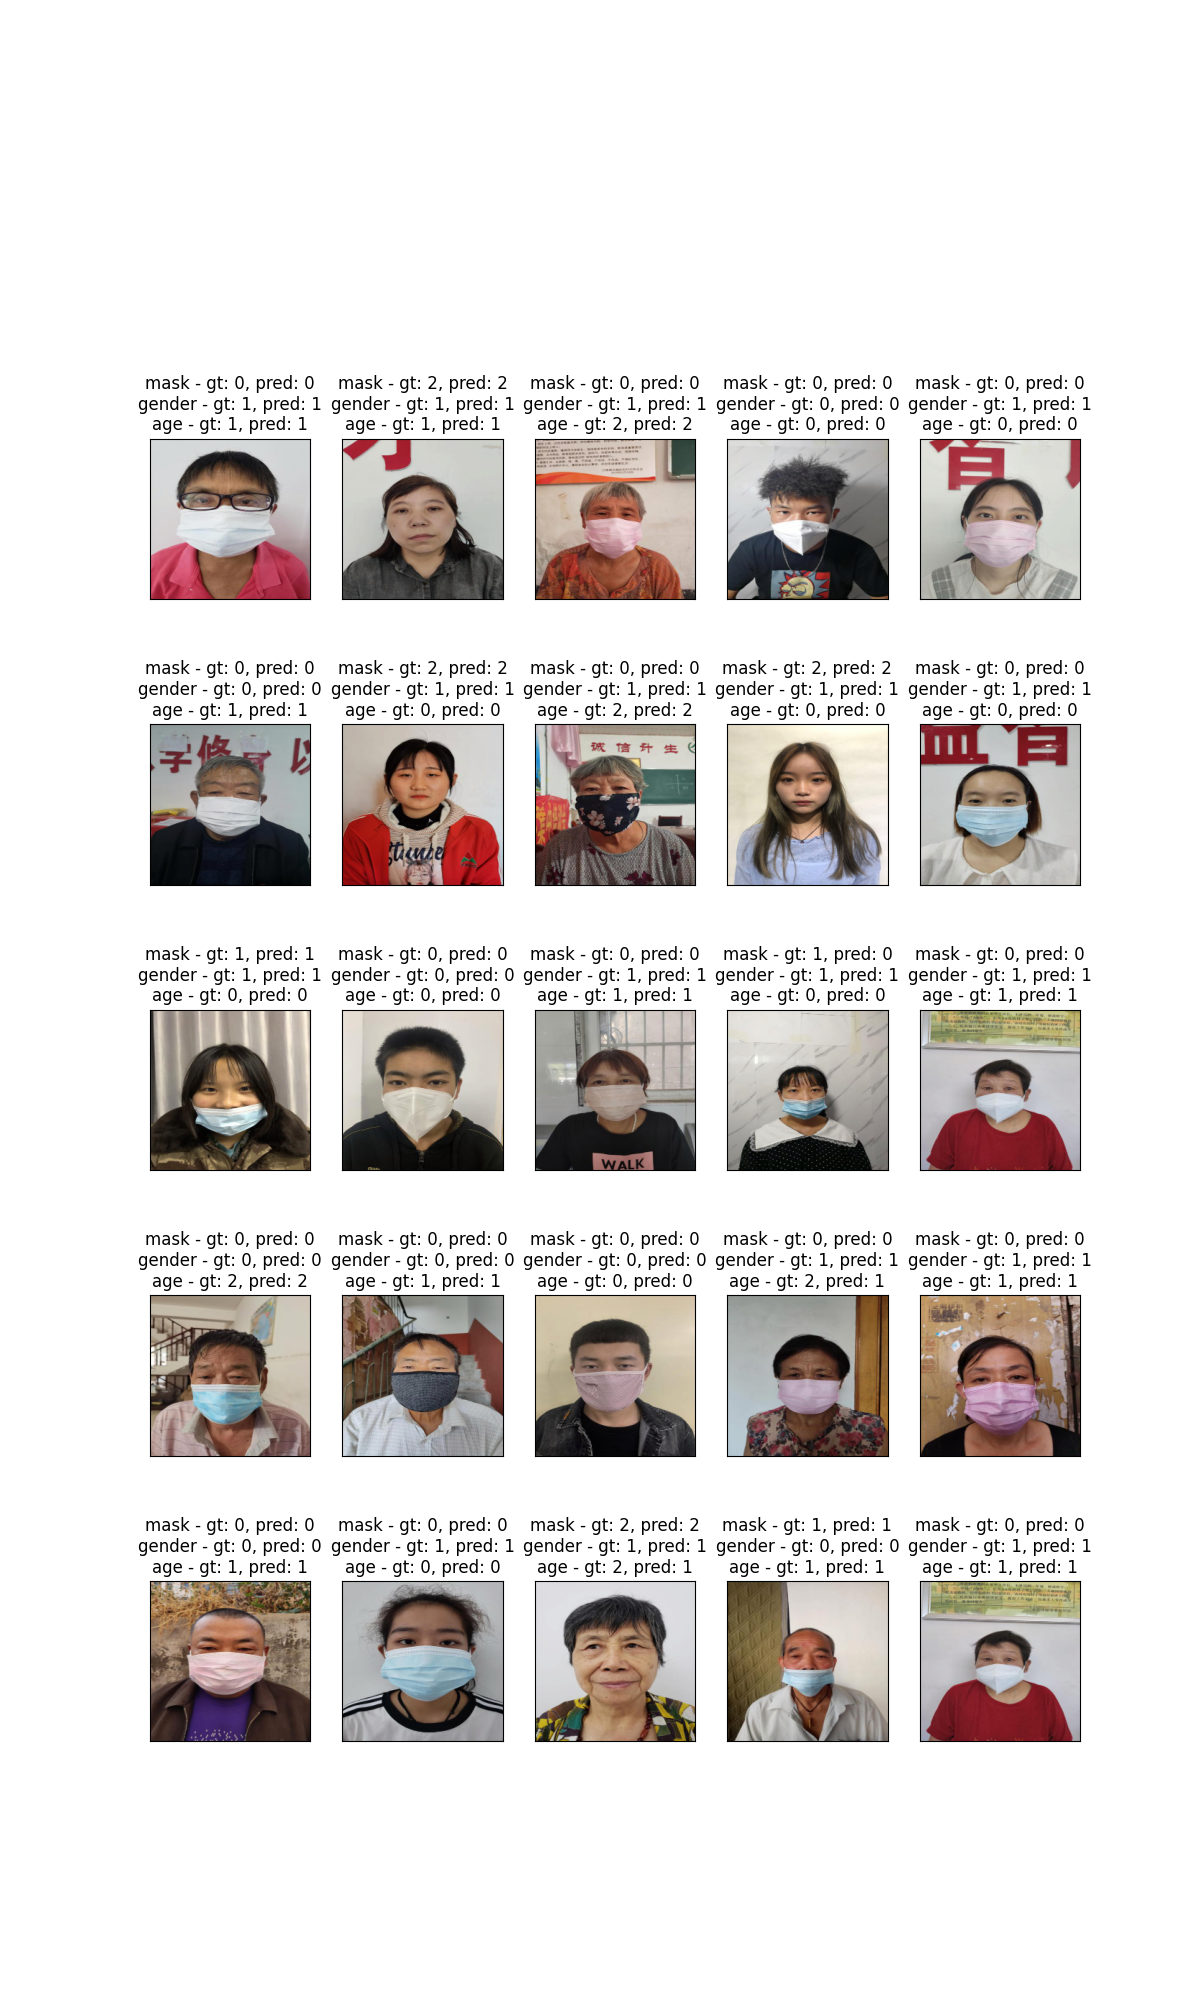 mask - gt: 0, pred: 0
gender - gt: 1, pred: 1
age - gt: 1, pred: 1
mask - gt: 2, pred: 2
gender - gt: 1, pred: 1
age - gt: 1, pred: 1
mask - gt: 0, pred: 0
gender - gt: 1, pred: 1
age - gt: 2, pred: 2
mask - gt: 0, pred: 0
gender - gt: 0, pred: 0
age - gt: 0, pred: 0
mask - gt: 0, pred: 0
gender - gt: 1, pred: 1
age - gt: 0, pred: 0
mask - gt: 0, pred: 0
gender - gt: 0, pred: 0
age - gt: 1, pred: 1
mask - gt: 2, pred: 2
gender - gt: 1, pred: 1
age - gt: 0, pred: 0
mask - gt: 0, pred: 0
gender - gt: 1, pred: 1
age - gt: 2, pred: 2
诚信升生
mask - gt: 2, pred: 2
gender - gt: 1, pred: 1
age - gt: 0, pred: 0
mask - gt: 0, pred: 0
gender - gt: 1, pred: 1
age - gt: 0, pred: 0
mask - gt: 1, pred: 1
gender - gt: 1, pred: 1
age - gt: 0, pred: 0
mask - gt: 0, pred: 0
gender - gt: 0, pred: 0
age - gt: 0, pred: 0
mask - gt: 0, pred: 0
gender - gt: 1, pred: 1
age - gt: 1, pred: 1
WALK
mask - gt: 1, pred: 0
gender - gt: 1, pred: 1
age - gt: 0, pred: 0
mask - gt: 0, pred: 0
gender - gt: 1, pred: 1
age - gt: 1, pred: 1
mask - gt: 0, pred: 0
gender - gt: 0, pred: 0
age - gt: 2, pred: 2
mask - gt: 0, pred: 0
gender - gt: 0, pred: 0
age - gt: 1, pred: 1
mask - gt: 0, pred: 0
gender - gt: 0, pred: 0
age - gt: 0, pred: 0
mask - gt: 0, pred: 0
gender - gt: 1, pred: 1
age - gt: 2, pred: 1
mask - gt: 0, pred: 0
gender - gt: 1, pred: 1
age - gt: 1, pred: 1
mask - gt: 0, pred: 0
gender - gt: 0, pred: 0
age - gt: 1, pred: 1
mask - gt: 0, pred: 0
gender - gt: 1, pred: 1
age - gt: 0, pred: 0
mask - gt: 2, pred: 2
gender - gt: 1, pred: 1
age - gt: 2, pred: 1
mask - gt: 1, pred: 1
gender - gt: 0, pred: 0
age - gt: 1, pred: 1
mask - gt: 0, pred: 0
gender - gt: 1, pred: 1
age - gt: 1, pred: 1